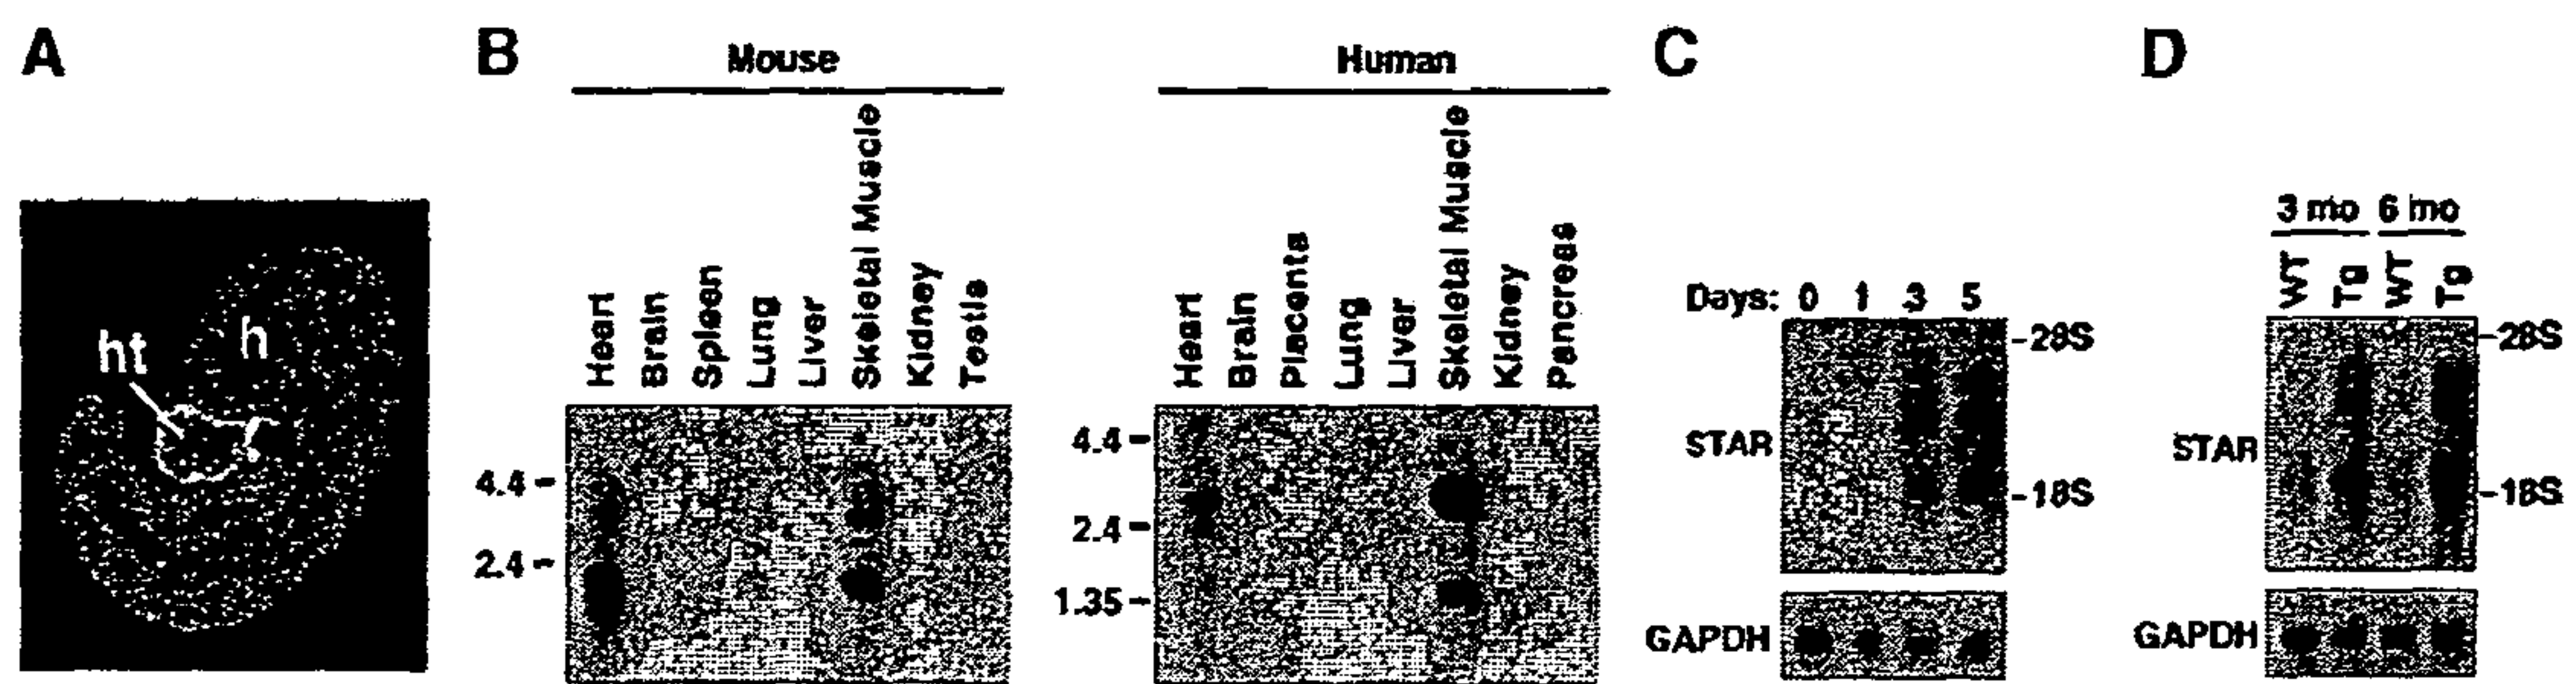 A
ht
h
B
Mouse
Heart
Brain
Spleen
Lung
Liver
Skeletal Muscle
Kidney
Testis
4.4
2.4
Human
Heart
Brain
Placenta
Lung
Liver
Skeletal Muscle
Kidney
Pancreas
4.4
2.4
1.35
C
Days: 0 1 3 5
-28S
STAR
-18S
GAPDH
D
3 mo 6 mo
WT Tg WT Tg
-28S
STAR
-18S
GAPDH